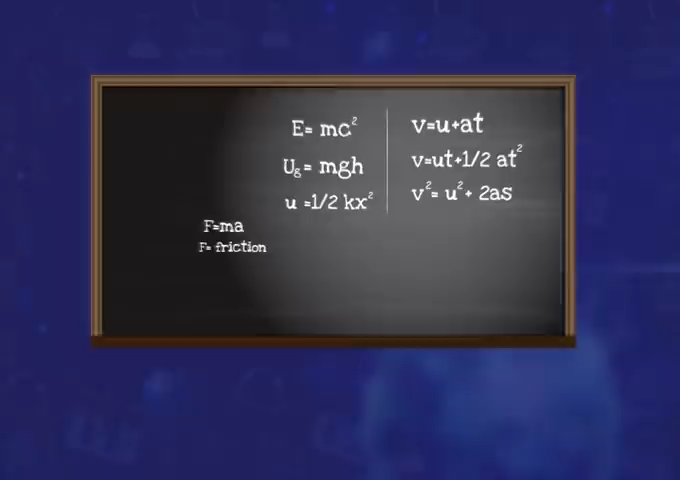 E= mc²
Ug= mgh
u =1/2 kx²
v=u+at
v=ut+1/2 at²
v²= u²+ 2as
F=ma
F= friction